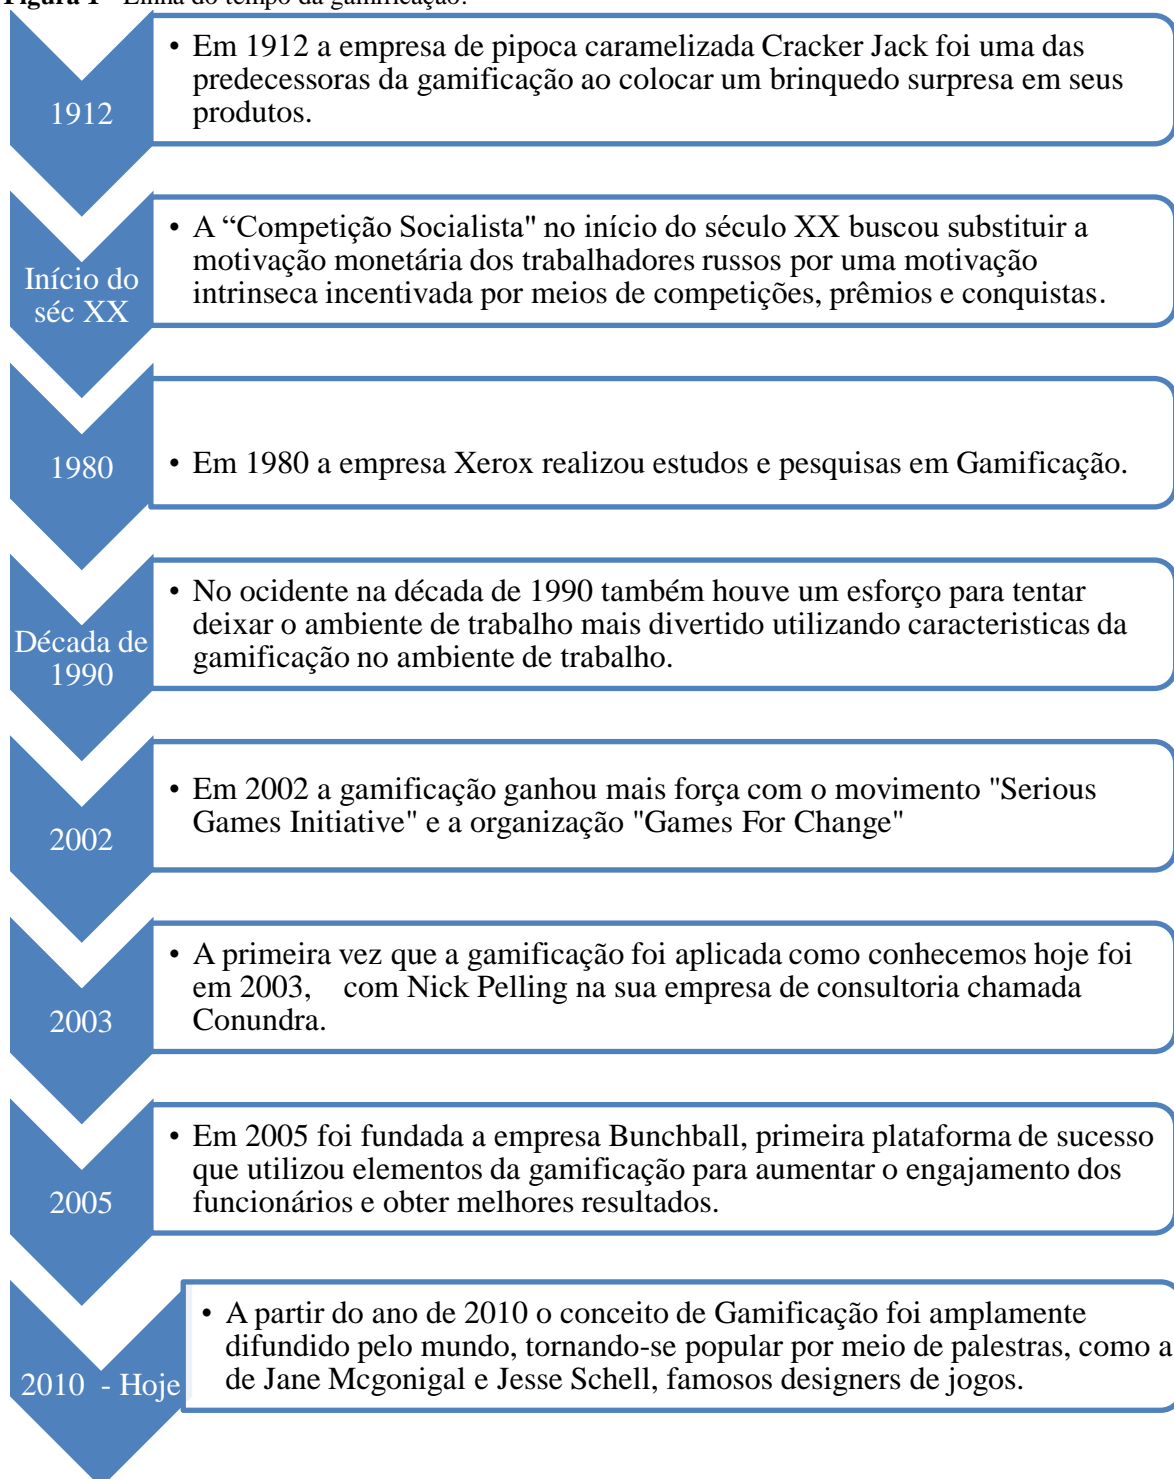 Figura 1 - Linha do tempo da gamificação.
1912
• Em 1912 a empresa de pipoca caramelizada Cracker Jack foi uma das
predecessoras da gamificação ao colocar um brinquedo surpresa em seus
produtos.
Início do
séc XX
• A “Competição Socialista" no início do século XX buscou substituir a
motivação monetária dos trabalhadores russos por uma motivação
intrinseca incentivada por meios de competições, prêmios e conquistas.
1980
• Em 1980 a empresa Xerox realizou estudos e pesquisas em Gamificação.
Década de
1990
• No ocidente na década de 1990 também houve um esforço para tentar
deixar o ambiente de trabalho mais divertido utilizando caracteristicas da
gamificação no ambiente de trabalho.
2002
• Em 2002 a gamificação ganhou mais força com o movimento "Serious
Games Initiative" e a organização "Games For Change"
2003
• A primeira vez que a gamificação foi aplicada como conhecemos hoje foi
em 2003, com Nick Pelling na sua empresa de consultoria chamada
Conundra.
2005
• Em 2005 foi fundada a empresa Bunchball, primeira plataforma de sucesso
que utilizou elementos da gamificação para aumentar o engajamento dos
funcionários e obter melhores resultados.
2010 - Hoje
• A partir do ano de 2010 o conceito de Gamificação foi amplamente
difundido pelo mundo, tornando-se popular por meio de palestras, como a
de Jane Mcgonigal e Jesse Schell, famosos designers de jogos.